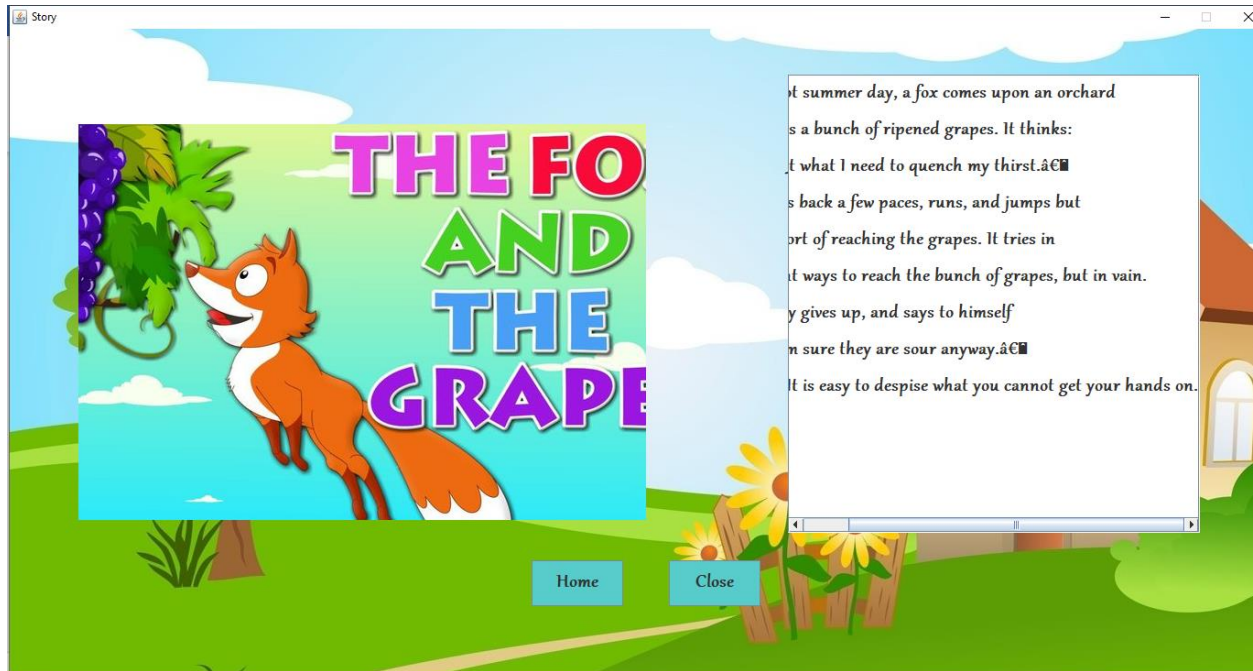 Story
THE FO
AND
THE
GRAPE
ot summer day, a fox comes upon an orchard
s a bunch of ripened grapes. It thinks:
t what I need to quench my thirst.â€
s back a few paces, runs, and jumps but
ort of reaching the grapes. It tries in
t ways to reach the bunch of grapes, but in vain.
y gives up, and says to himself
m sure they are sour anyway.â€
It is easy to despise what you cannot get your hands on.
Home
Close